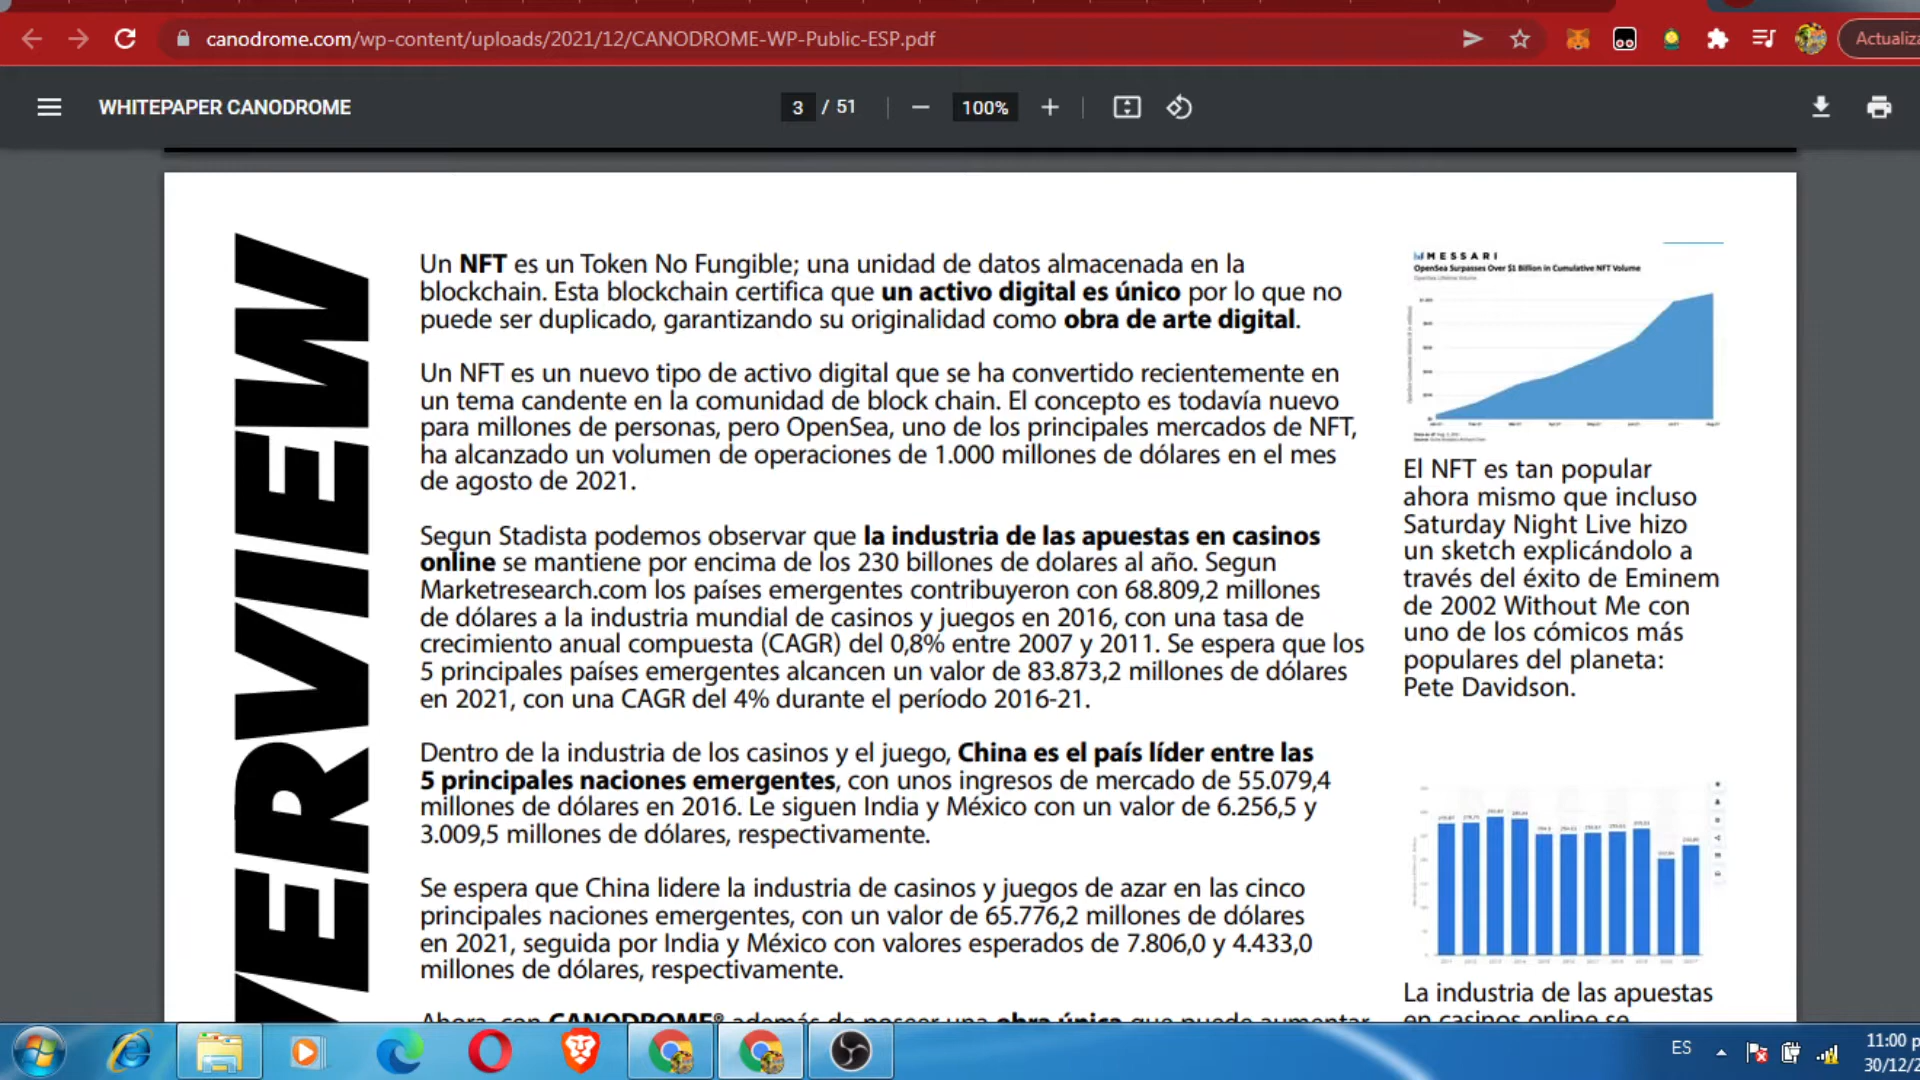 canodrome.com/wp-content/uploads/2021/12/CANODROME-WP-Public-ESP.pdf
Actualiza
WHITEPAPER CANODROME
3 / 51
100%
ERVIEW
Un NFT es un Token No Fungible; una unidad de datos almacenada en la
blockchain. Esta blockchain certifica que un activo digital es único por lo que no
puede ser duplicado, garantizando su originalidad como obra de arte digital.
Un NFT es un nuevo tipo de activo digital que se ha convertido recientemente en
un tema candente en la comunidad de block chain. El concepto es todavía nuevo
para millones de personas, pero OpenSea, uno de los principales mercados de NFT,
ha alcanzado un volumen de operaciones de 1.000 millones de dólares en el mes
de agosto de 2021.
Segun Stadista podemos observar que la industria de las apuestas en casinos
online se mantiene por encima de los 230 billones de dolares al año. Segun
Marketresearch.com los países emergentes contribuyeron con 68.809,2 millones
de dólares a la industria mundial de casinos y juegos en 2016, con una tasa de
crecimiento anual compuesta (CAGR) del 0,8% entre 2007 y 2011. Se espera que los
5 principales países emergentes alcancen un valor de 83.873,2 millones de dólares
en 2021, con una CAGR del 4% durante el período 2016-21.
Dentro de la industria de los casinos y el juego, China es el país líder entre las
5 principales naciones emergentes, con unos ingresos de mercado de 55.079,4
millones de dólares en 2016. Le siguen India y México con un valor de 6.256,5 y
3.009,5 millones de dólares, respectivamente.
Se espera que China lidere la industria de casinos y juegos de azar en las cinco
principales naciones emergentes, con un valor de 65.776,2 millones de dólares
en 2021, seguida por India y México con valores esperados de 7.806,0 y 4.433,0
millones de dólares, respectivamente.
Ahora, con CANODROME® además de poseer una obra única que puede aumentar
MESSARI
OpenSea Surpasses Over $1 Billion in Cumulative NFT Volume
OpenSea Lifetime Volume
El NFT es tan popular
ahora mismo que incluso
Saturday Night Live hizo
un sketch explicándolo a
través del éxito de Eminem
de 2002 Without Me con
uno de los cómicos más
populares del planeta:
Pete Davidson.
La industria de las apuestas
en casinos online se
ES
11:00 p
30/12/2